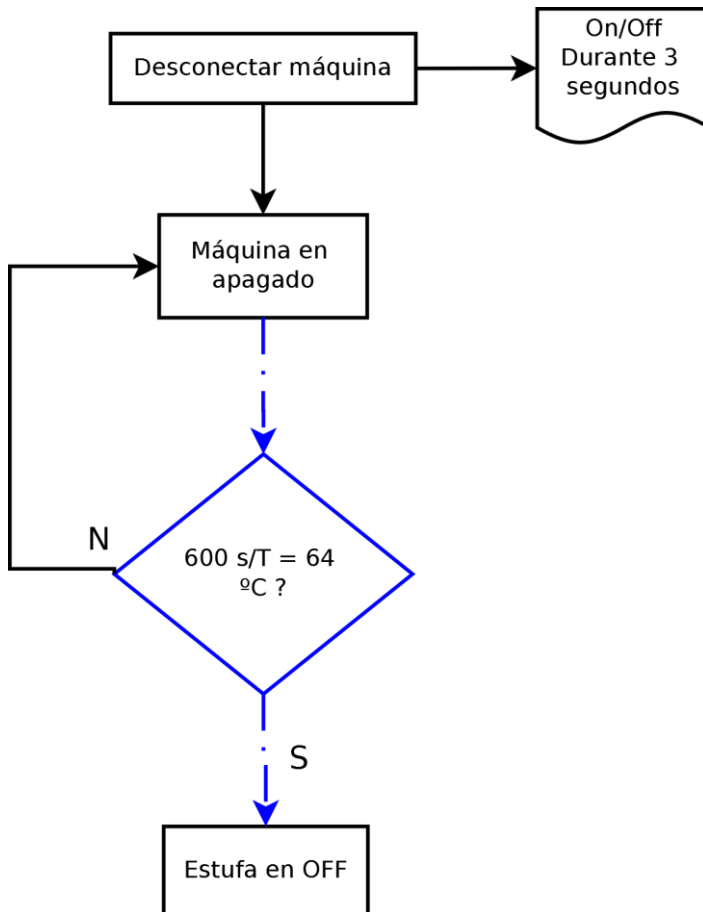 Desconectar máquina
On/Off
Durante 3
segundos
Máquina en
apagado
N
600 s/T = 64
ºC ?
S
Estufa en OFF